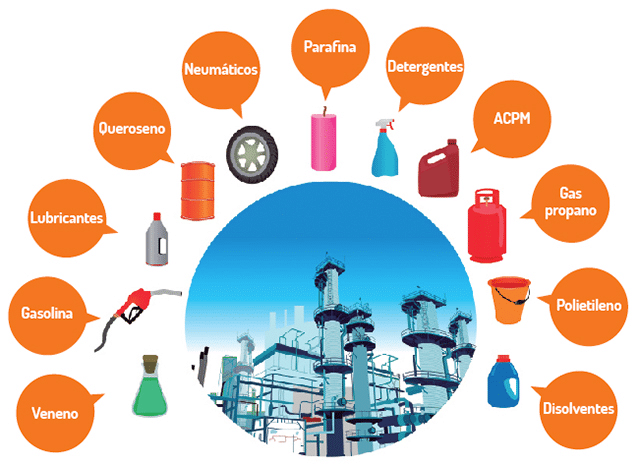 Parafina
Neumáticos
Detergentes
Queroseno
ACPM
Lubricantes
Gas
propano
Gasolina
Polietileno
Veneno
Disolventes